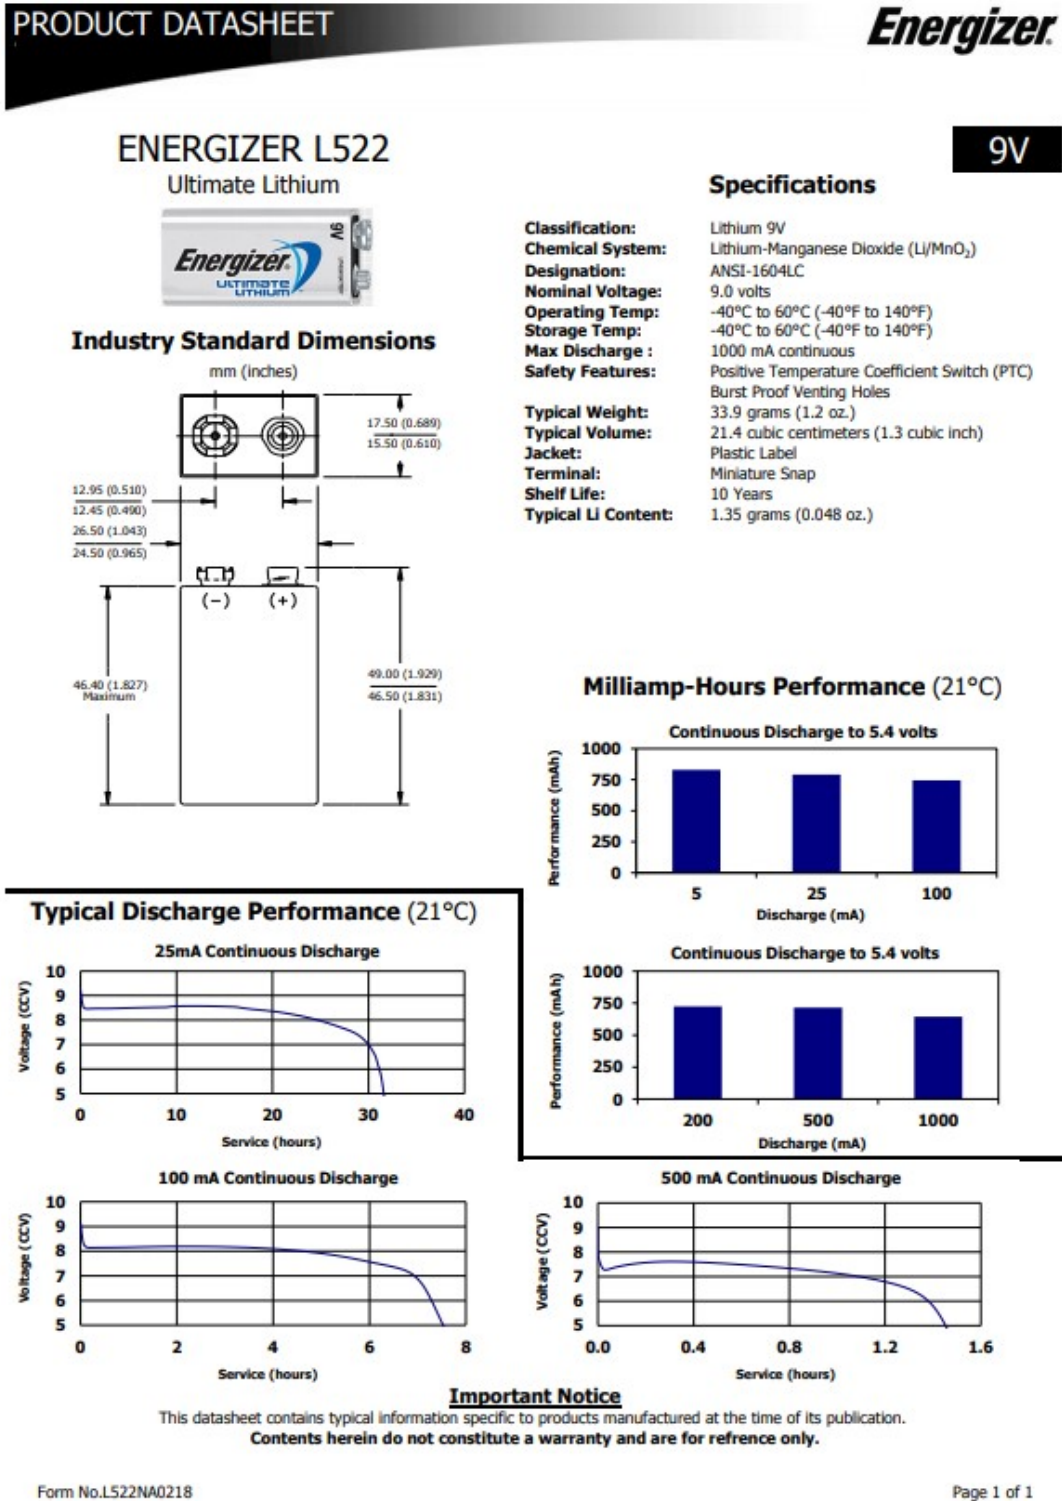 PRODUCT DATASHEET
Energizer
ENERGIZER L522
9V
Ultimate Lithium
9V
Energizer
ULTIMATE
LITHIUM
Specifications
Classification: Lithium 9V
Chemical System: Lithium-Manganese Dioxide (Li/MnO₂)
Designation: ANSI-1604LC
Nominal Voltage: 9.0 volts
Operating Temp: -40°C to 60°C (-40°F to 140°F)
Storage Temp: -40°C to 60°C (-40°F to 140°F)
Max Discharge : 1000 mA continuous
Safety Features: Positive Temperature Coefficient Switch (PTC)
Burst Proof Venting Holes
Typical Weight: 33.9 grams (1.2 oz.)
Typical Volume: 21.4 cubic centimeters (1.3 cubic inch)
Jacket: Plastic Label
Terminal: Miniature Snap
Shelf Life: 10 Years
Typical Li Content: 1.35 grams (0.048 oz.)
Industry Standard Dimensions
mm (inches)
17.50 (0.689)
15.50 (0.610)
12.95 (0.510)
12.45 (0.490)
26.50 (1.043)
24.50 (0.965)
(-) (+)
46.40 (1.827)
Maximum
49.00 (1.929)
46.50 (1.831)
Milliamp-Hours Performance (21°C)
Continuous Discharge to 5.4 volts
Performance (mAh)
1000
750
500
250
0
5 25 100
Discharge (mA)
Continuous Discharge to 5.4 volts
Performance (mAh)
1000
750
500
250
0
200 500 1000
Discharge (mA)
Typical Discharge Performance (21°C)
25mA Continuous Discharge
Voltage (CCV)
10
9
8
7
6
5
0 10 20 30 40
Service (hours)
100 mA Continuous Discharge
Voltage (CCV)
10
9
8
7
6
5
0 2 4 6 8
Service (hours)
500 mA Continuous Discharge
Voltage (CCV)
10
9
8
7
6
5
0.0 0.4 0.8 1.2 1.6
Service (hours)
Important Notice
This datasheet contains typical information specific to products manufactured at the time of its publication.
Contents herein do not constitute a warranty and are for refrence only.
Form No.L522NA0218 Page 1 of 1